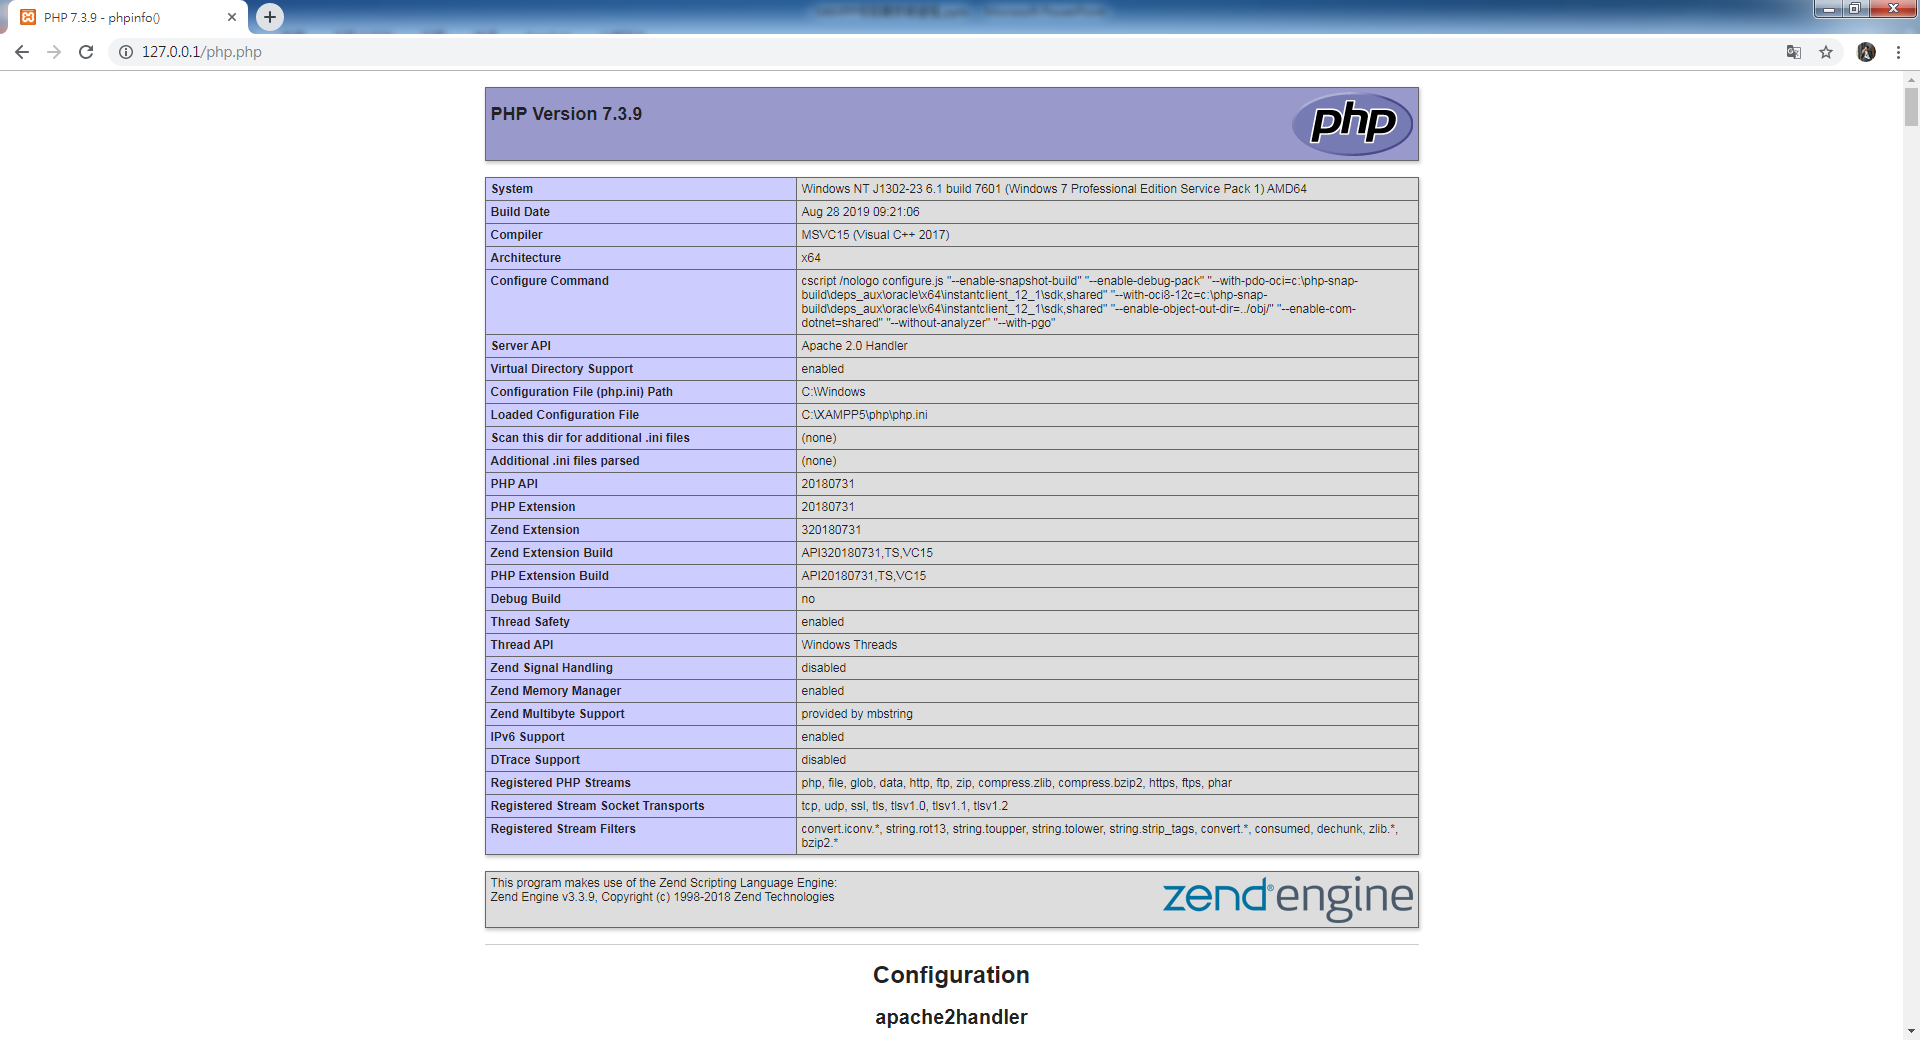 PHP 7.3.9 - phpinfo()
127.0.0.1/php.php
PHP Version 7.3.9
php
System Windows NT J1302-23 6.1 build 7601 (Windows 7 Professional Edition Service Pack 1) AMD64
Build Date Aug 28 2019 09:21:06
Compiler MSVC15 (Visual C++ 2017)
Architecture x64
Configure Command cscript /nologo configure.js "--enable-snapshot-build" "--enable-debug-pack" "--with-pdo-oci=c:\php-snap-
build\deps_aux\oracle\x64\instantclient_12_1\sdk,shared" "--with-oci8-12c=c:\php-snap-
build\deps_aux\oracle\x64\instantclient_12_1\sdk,shared" "--enable-object-out-dir=../obj/" "--enable-com-
dotnet=shared" "--without-analyzer" "--with-pgo"
Server API Apache 2.0 Handler
Virtual Directory Support enabled
Configuration File (php.ini) Path C:\Windows
Loaded Configuration File C:\XAMPP5\php\php.ini
Scan this dir for additional .ini files (none)
Additional .ini files parsed (none)
PHP API 20180731
PHP Extension 20180731
Zend Extension 320180731
Zend Extension Build API320180731,TS,VC15
PHP Extension Build API20180731,TS,VC15
Debug Build no
Thread Safety enabled
Thread API Windows Threads
Zend Signal Handling disabled
Zend Memory Manager enabled
Zend Multibyte Support provided by mbstring
IPv6 Support enabled
DTrace Support disabled
Registered PHP Streams php, file, glob, data, http, ftp, zip, compress.zlib, compress.bzip2, https, ftps, phar
Registered Stream Socket Transports tcp, udp, ssl, tls, tlsv1.0, tlsv1.1, tlsv1.2
Registered Stream Filters convert.iconv.*, string.rot13, string.toupper, string.tolower, string.strip_tags, convert.*, consumed, dechunk, zlib.*,
bzip2.*
This program makes use of the Zend Scripting Language Engine:
Zend Engine v3.3.9, Copyright (c) 1998-2018 Zend Technologies
zend® engine
Configuration
apache2handler